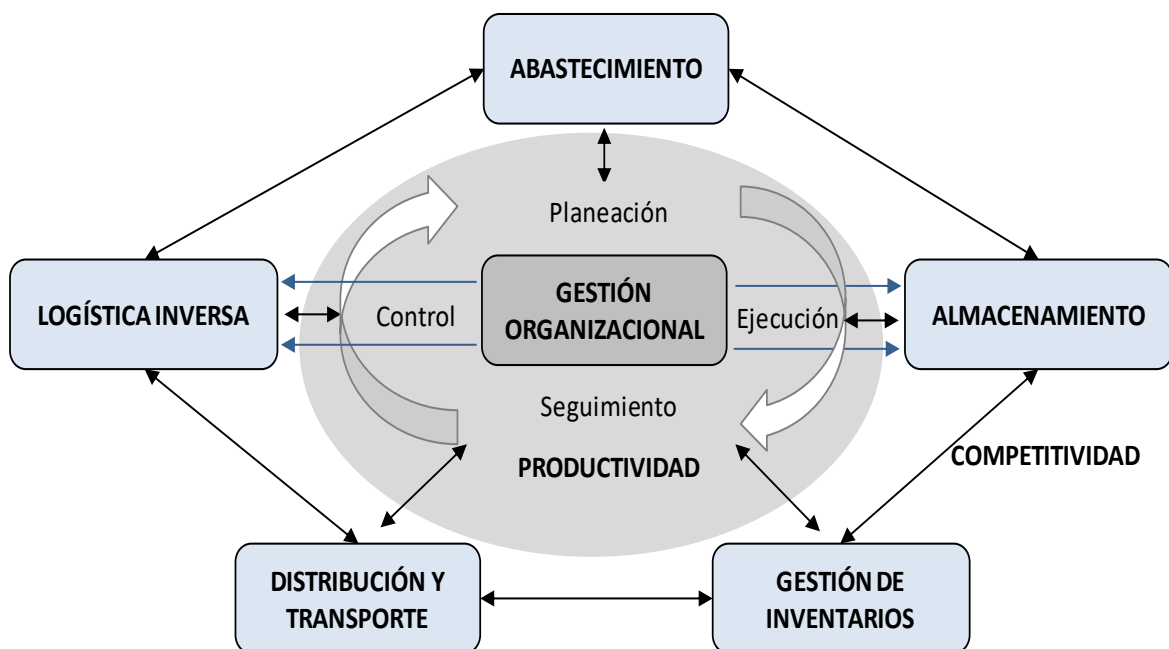 ABASTECIMIENTO
Planeación
LOGÍSTICA INVERSA
Control
GESTIÓN
ORGANIZACIONAL
Ejecución
ALMACENAMIENTO
Seguimiento
PRODUCTIVIDAD
COMPETITIVIDAD
DISTRIBUCIÓN Y
TRANSPORTE
GESTIÓN DE
INVENTARIOS